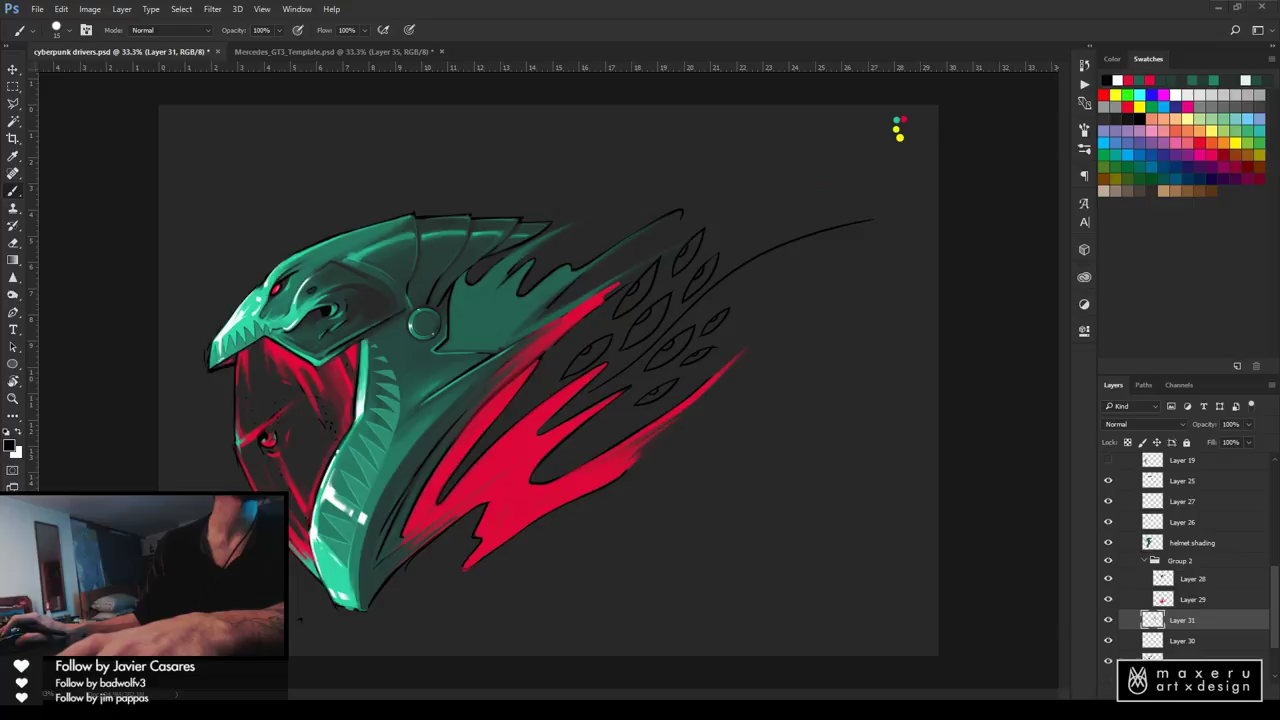 Ps File Edit Image Layer Type Select Filter 3D View Window Help
15 Mode: Normal Opacity: 100% Flow: 100%
cyberpunk drivers.psd @ 33.3% (Layer 31, RGB/8) * × Mercedes_GT3_Template.psd @ 33.3% (Layer 35, RGB/8) * ×
Color Swatches
Layers Paths Channels
Kind
Normal Opacity: 100%
Lock: Fill: 100%
Layer 19
Layer 25
Layer 27
Layer 26
helmet shading
Group 2
Layer 28
Layer 29
Layer 31
Layer 30
Follow by Javier Casares
Follow by badwolfv3
Follow by jim pappas
maxeru
art x design